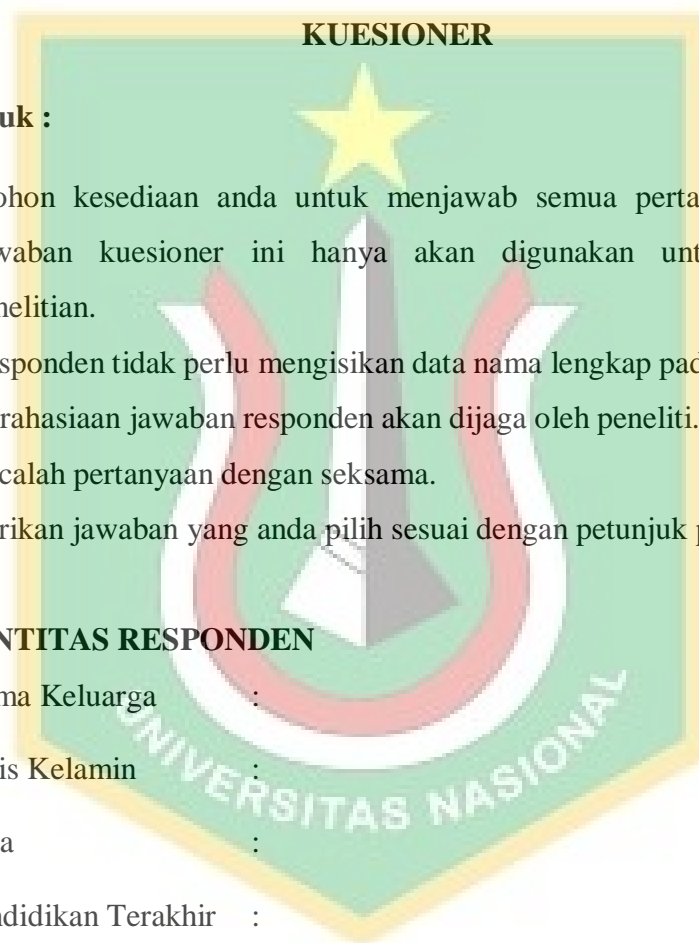 KUESIONER
uk :
ohon kesediaan anda untuk menjawab semua perta
waban kuesioner ini hanya akan digunakan unt
nelitian.
sponden tidak perlu mengisikan data nama lengkap pad
rahasiaan jawaban responden akan dijaga oleh peneliti.
calah pertanyaan dengan seksama.
rikan jawaban yang anda pilih sesuai dengan petunjuk p
NTITAS RESPONDEN
ma Keluarga :
is Kelamin :
a :
ndidikan Terakhir :
UNIVERSITAS NASIONAL